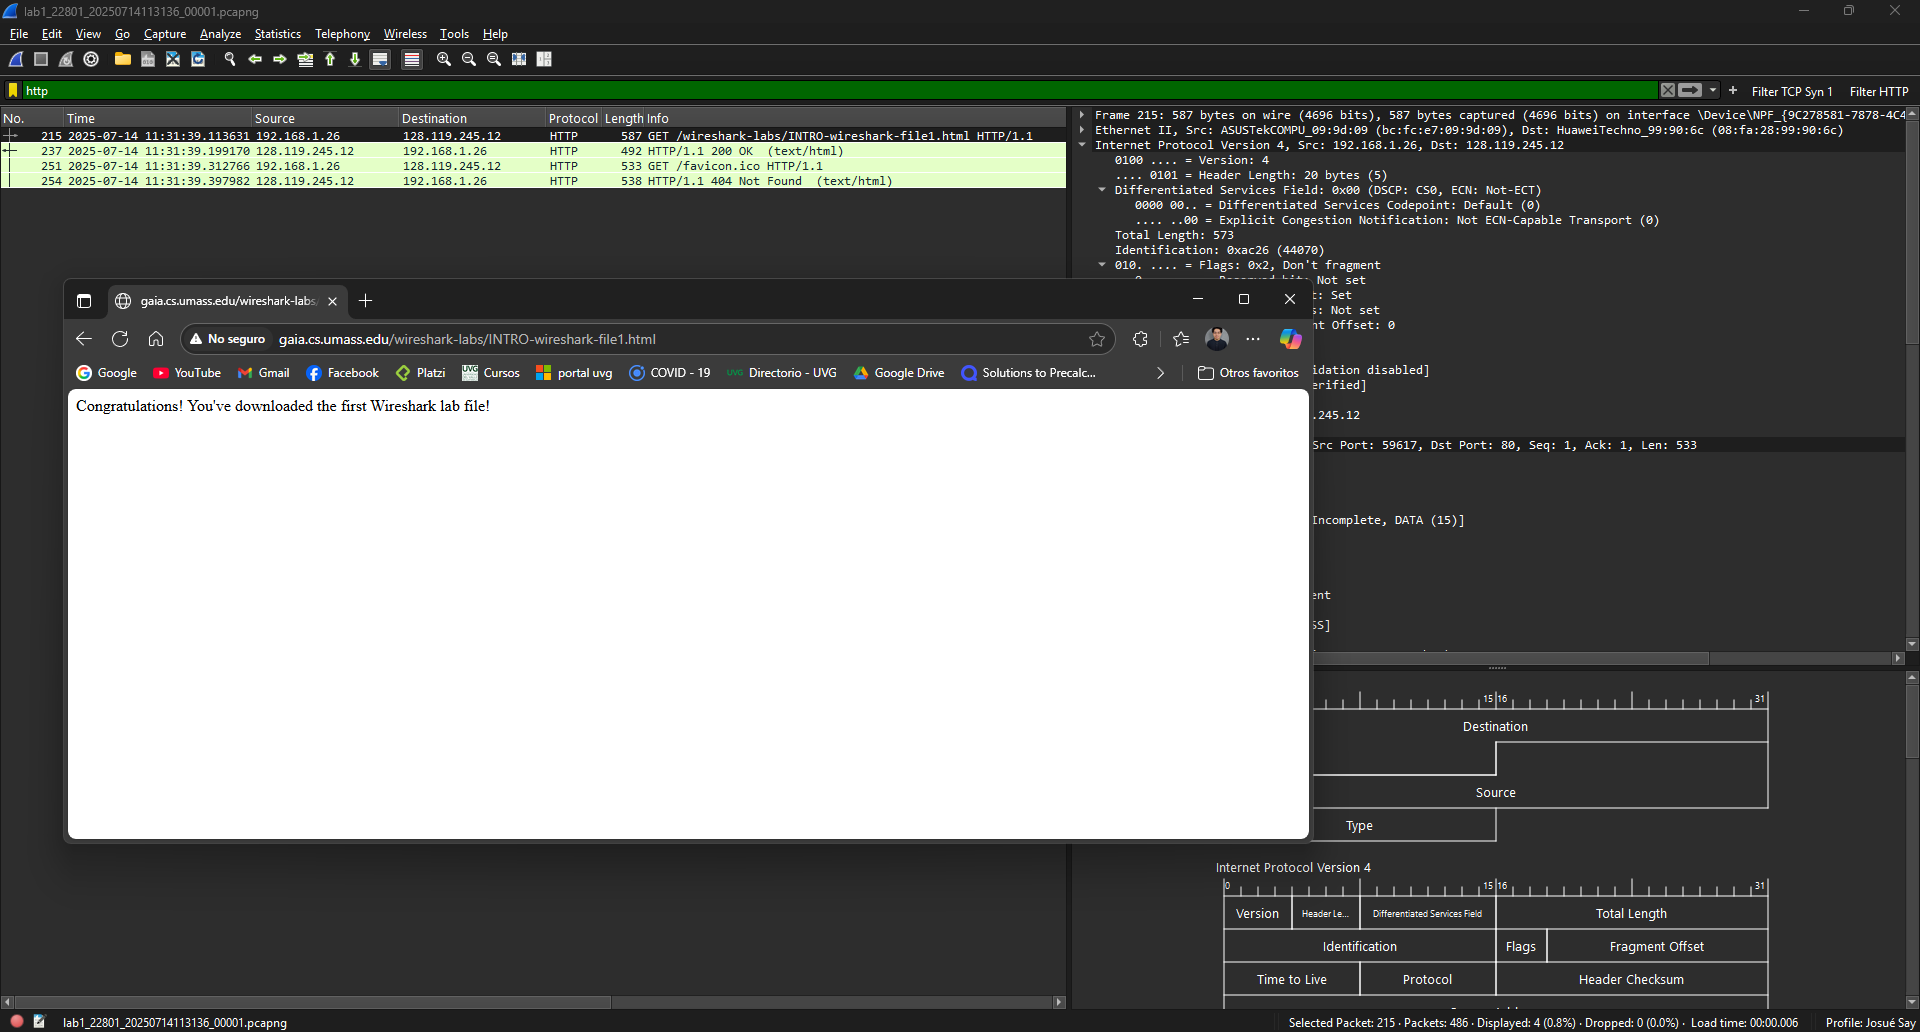 lab1_22801_20250714113136_00001.pcapng
File Edit View Go Capture Analyze Statistics Telephony Wireless Tools Help
http
Filter TCP Syn 1 Filter HTTP
No. Time Source Destination Protocol Length Info
215 2025-07-14 11:31:39.113631 192.168.1.26 128.119.245.12 HTTP 587 GET /wireshark-labs/INTRO-wireshark-file1.html HTTP/1.1
237 2025-07-14 11:31:39.199170 128.119.245.12 192.168.1.26 HTTP 492 HTTP/1.1 200 OK (text/html)
251 2025-07-14 11:31:39.312766 192.168.1.26 128.119.245.12 HTTP 533 GET /favicon.ico HTTP/1.1
254 2025-07-14 11:31:39.397982 128.119.245.12 192.168.1.26 HTTP 538 HTTP/1.1 404 Not Found (text/html)
Frame 215: 587 bytes on wire (4696 bits), 587 bytes captured (4696 bits) on interface \Device\NPF_{9C278581-7878-4C4
Ethernet II, Src: ASUSTekCOMPU_09:9d:09 (bc:fc:e7:09:9d:09), Dst: HuaweiTechno_99:90:6c (08:fa:28:99:90:6c)
Internet Protocol Version 4, Src: 192.168.1.26, Dst: 128.119.245.12
0100 .... = Version: 4
.... 0101 = Header Length: 20 bytes (5)
Differentiated Services Field: 0x00 (DSCP: CS0, ECN: Not-ECT)
0000 00.. = Differentiated Services Codepoint: Default (0)
.... ..00 = Explicit Congestion Notification: Not ECN-Capable Transport (0)
Total Length: 573
Identification: 0xac26 (44070)
010. .... = Flags: 0x2, Don't fragment
Not set
t: Set
s: Not set
nt Offset: 0
idation disabled]
erified]
.245.12
Src Port: 59617, Dst Port: 80, Seq: 1, Ack: 1, Len: 533
Incomplete, DATA (15)]
ent
SS]
gaia.cs.umass.edu/wireshark-labs
No seguro gaia.cs.umass.edu/wireshark-labs/INTRO-wireshark-file1.html
Google YouTube Gmail Facebook Platzi UVG Cursos portal uvg COVID - 19 UVG Directorio - UVG Google Drive Solutions to Precalc... Otros favoritos
Congratulations! You've downloaded the first Wireshark lab file!
15 16 31
Destination
Source
Type
Internet Protocol Version 4
0 15 16 31
Version Header Le... Differentiated Services Field Total Length
Identification Flags Fragment Offset
Time to Live Protocol Header Checksum
lab1_22801_20250714113136_00001.pcapng
Selected Packet: 215 · Packets: 486 · Displayed: 4 (0.8%) · Dropped: 0 (0.0%) · Load time: 00:00.006 Profile: Josué Say